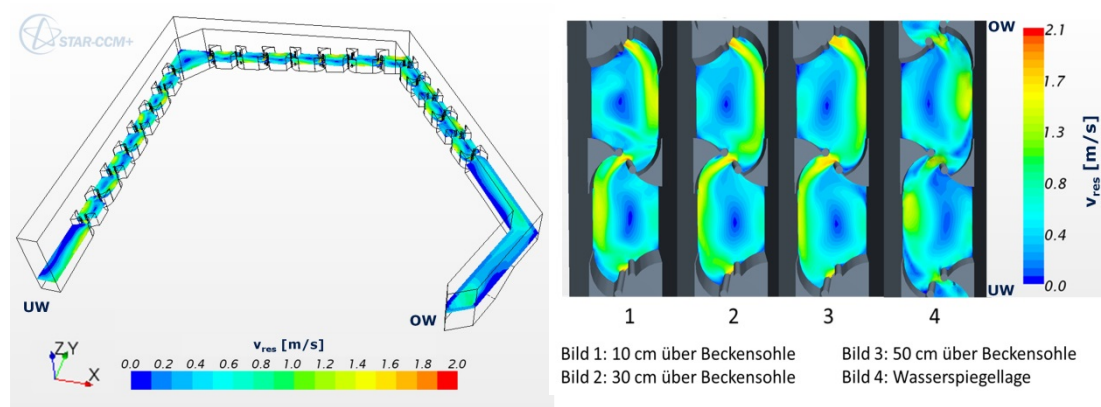 STAR-CCM+
UW
OW
ZY
X
v_res [m/s]
0.0 0.2 0.4 0.6 0.8 1.0 1.2 1.4 1.6 1.8 2.0
OW
UW
2.1
1.7
1.3
0.8
0.4
0.0
v_res [m/s]
1 2 3 4
Bild 1: 10 cm über Beckensohle
Bild 2: 30 cm über Beckensohle
Bild 3: 50 cm über Beckensohle
Bild 4: Wasserspiegellage